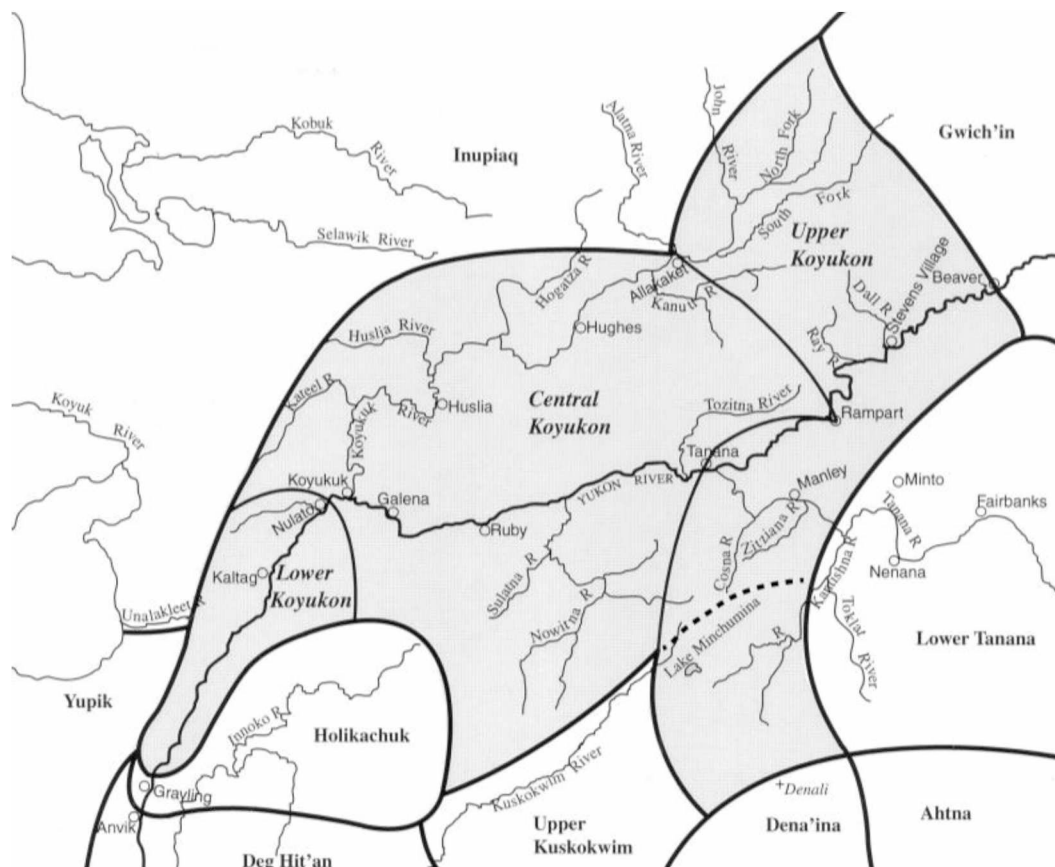 Kobuk
River
Inupiaq
Selawik River
Alatna River
John
River
North Fork
South Fork
Gwich'in
Upper
Koyukon
Hogatza R
Allakaket
Kanuti R
Hughes
Dall R
Stevens Village
Beaver
Ray R
Huslia River
Huslia
Kateel R
Koyukuk
River
Central
Koyukon
Tozitna River
Rampart
Koyuk
River
Koyukuk
Nulato
Galena
Ruby
YUKON RIVER
Tanana
Manley
Minto
Fairbanks
Tanana R
Nenana
Zitziana R
Cosna R
Kantishna R
Toklat
River
Kaltag
Lower
Koyukon
Unalakleet R
Sulatna R
Nowitna R
Lake Minchumina
R
Lower Tanana
Yupik
Innoko R
Holikachuk
Kuskokwim River
Grayling
Anvik
Deg Hit'an
Upper
Kuskokwim
+Denali
Dena'ina
Ahtna